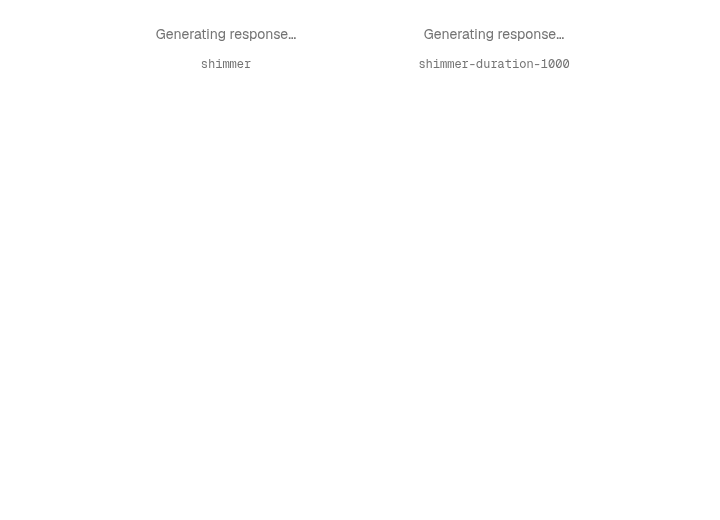 Generating response…
shimmer
Generating response…
shimmer-duration-1000